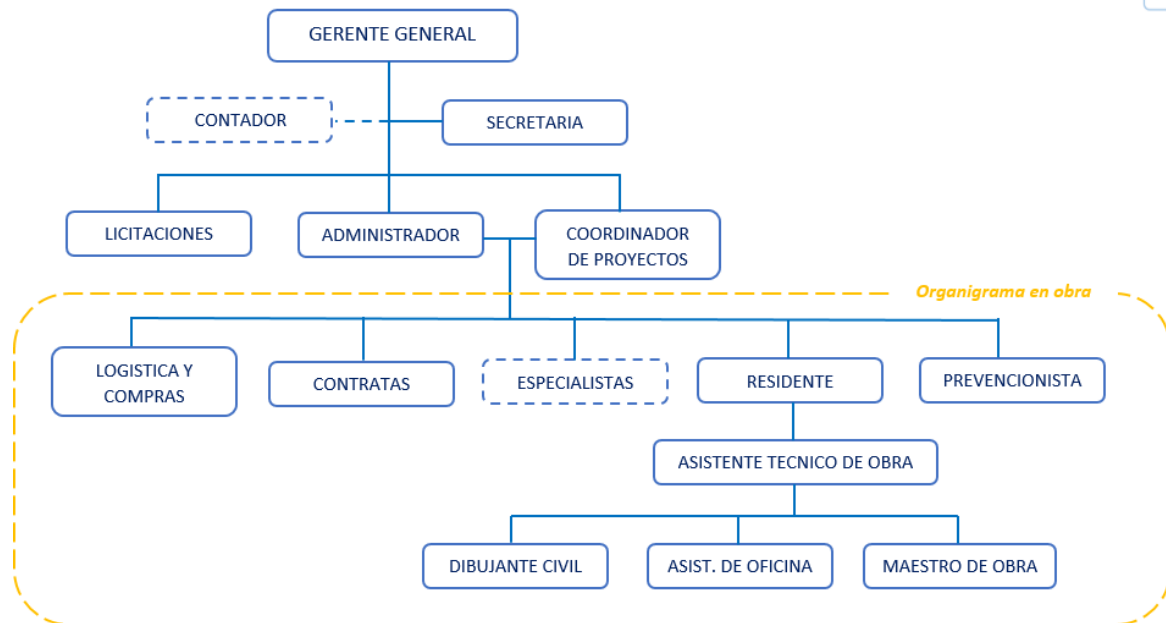 GERENTE GENERAL
CONTADOR
SECRETARIA
LICITACIONES
ADMINISTRADOR
COORDINADOR
DE PROYECTOS
Organigrama en obra
LOGISTICA Y
COMPRAS
CONTRATAS
ESPECIALISTAS
RESIDENTE
PREVENCIONISTA
ASISTENTE TECNICO DE OBRA
DIBUJANTE CIVIL
ASIST. DE OFICINA
MAESTRO DE OBRA